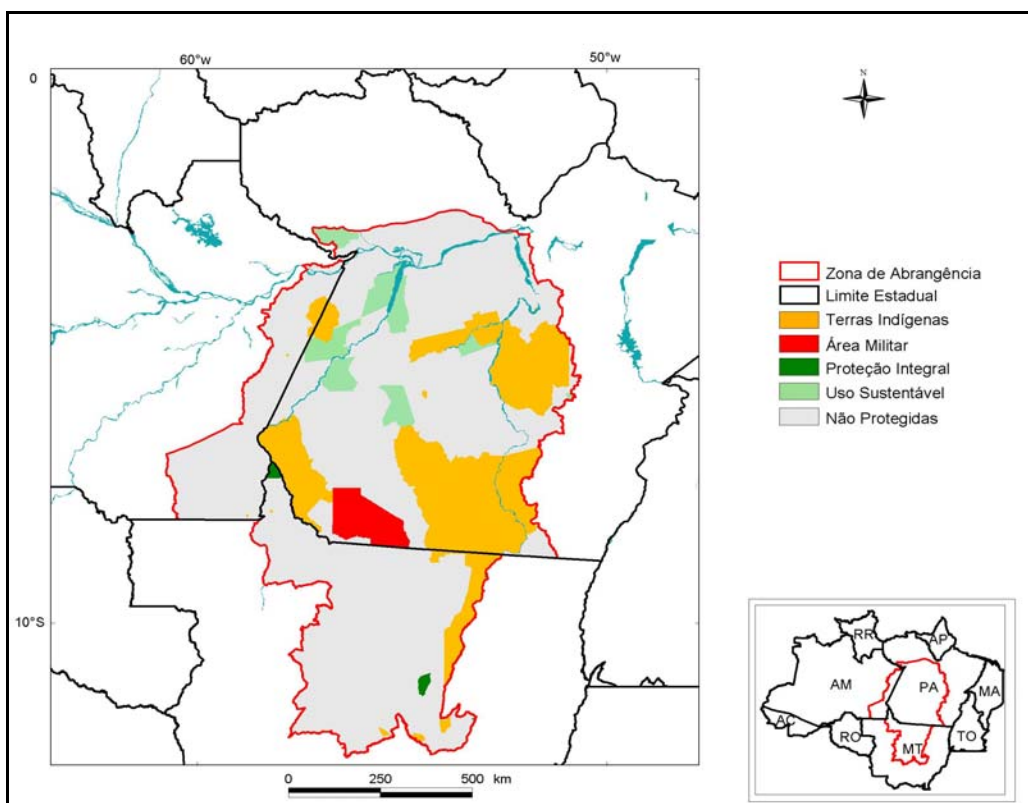 60°w
50°w
0
N
10°S
Zona de Abrangência
Limite Estadual
Terras Indígenas
Área Militar
Proteção Integral
Uso Sustentável
Não Protegidas
RR
AP
AM
PA
MA
AC
RO
TO
MT
0 250 500 km